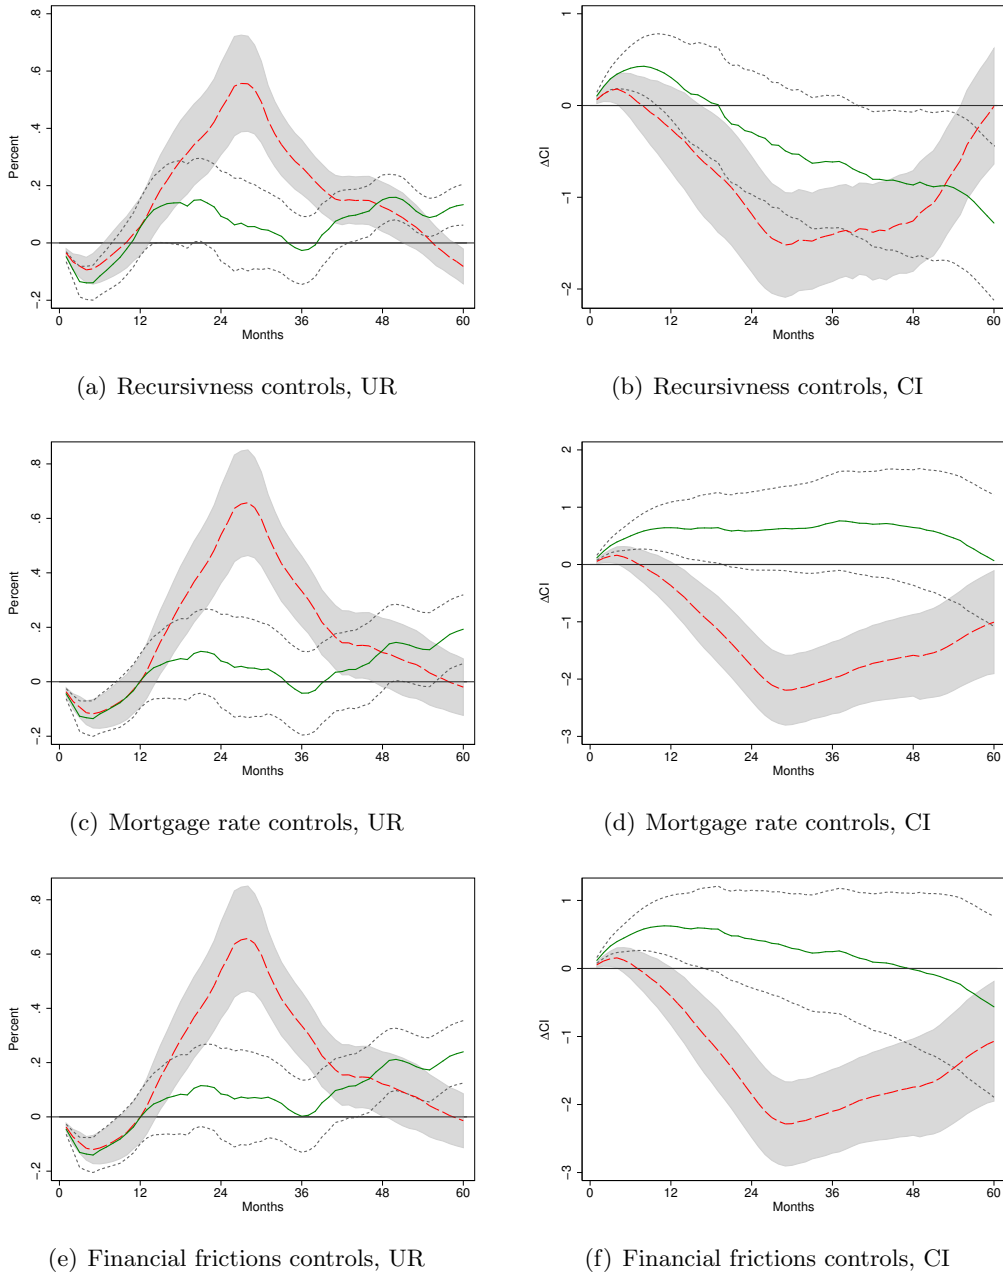 .8
.6
.4
.2
0
-.2
Percent
0 12 24 36 48 60
Months
(a) Recursivness controls, UR
1
0
-1
-2
ΔCI
0 12 24 36 48 60
Months
(b) Recursivness controls, CI
.8
.6
.4
.2
0
-.2
Percent
0 12 24 36 48 60
Months
(c) Mortgage rate controls, UR
2
1
0
-1
-2
-3
ΔCI
0 12 24 36 48 60
Months
(d) Mortgage rate controls, CI
.8
.6
.4
.2
0
-.2
Percent
0 12 24 36 48 60
Months
(e) Financial frictions controls, UR
1
0
-1
-2
-3
ΔCI
0 12 24 36 48 60
Months
(f) Financial frictions controls, CI